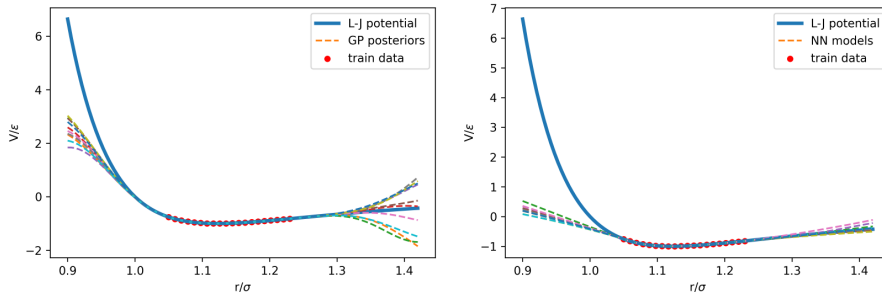 L-J potential
GP posteriors
train data
6
4
2
0
−2
V/ε
0.9 1.0 1.1 1.2 1.3 1.4
r/σ
L-J potential
NN models
train data
7
6
5
4
3
2
1
0
−1
V/ε
0.9 1.0 1.1 1.2 1.3 1.4
r/σ